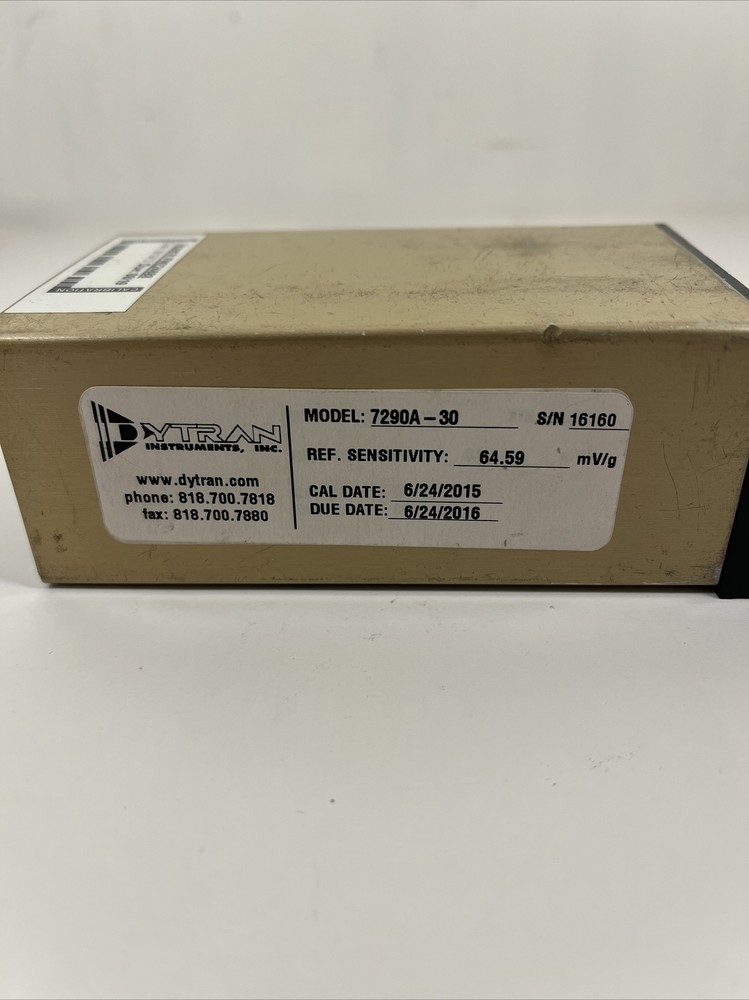 CALIBRATION
DYTRAN
INSTRUMENTS, INC.
www.dytran.com
phone: 818.700.7818
fax: 818.700.7880
MODEL: 7290A-30 S/N 16160
REF. SENSITIVITY: 64.59 mV/g
CAL DATE: 6/24/2015
DUE DATE: 6/24/2016